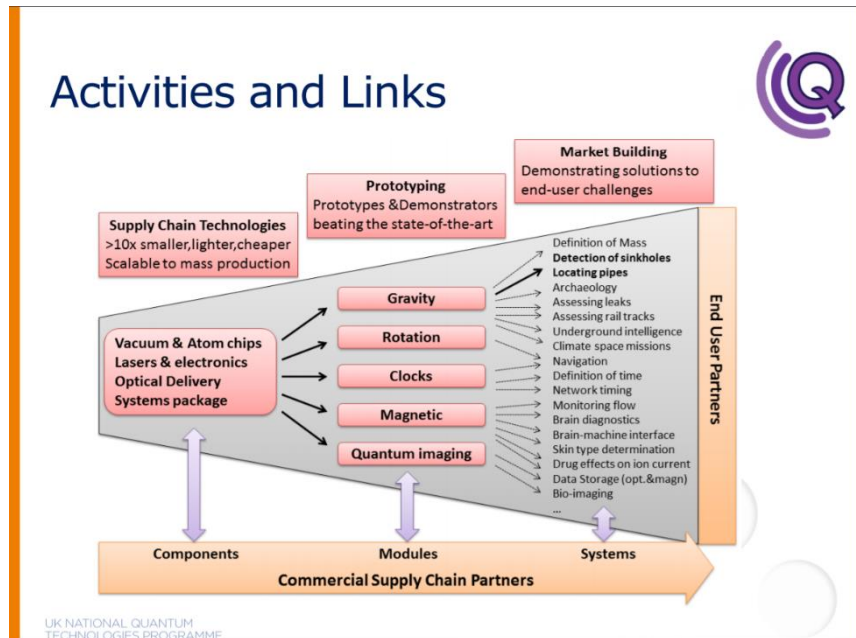 Activities and Links
Q
Market Building
Demonstrating solutions to
end-user challenges
Prototyping
Prototypes &Demonstrators
beating the state-of-the-art
Supply Chain Technologies
>10x smaller,lighter,cheaper
Scalable to mass production
Vacuum & Atom chips
Lasers & electronics
Optical Delivery
Systems package
Gravity
Rotation
Clocks
Magnetic
Quantum imaging
Definition of Mass
Detection of sinkholes
Locating pipes
Archaeology
Assessing leaks
Assessing rail tracks
Underground intelligence
Climate space missions
Navigation
Definition of time
Network timing
Monitoring flow
Brain diagnostics
Brain-machine interface
Skin type determination
Drug effects on ion current
Data Storage (opt.&magn)
Bio-imaging
...
End User Partners
Components
Modules
Systems
Commercial Supply Chain Partners
UK NATIONAL QUANTUM
TECHNOLOGIES PROGRAMME